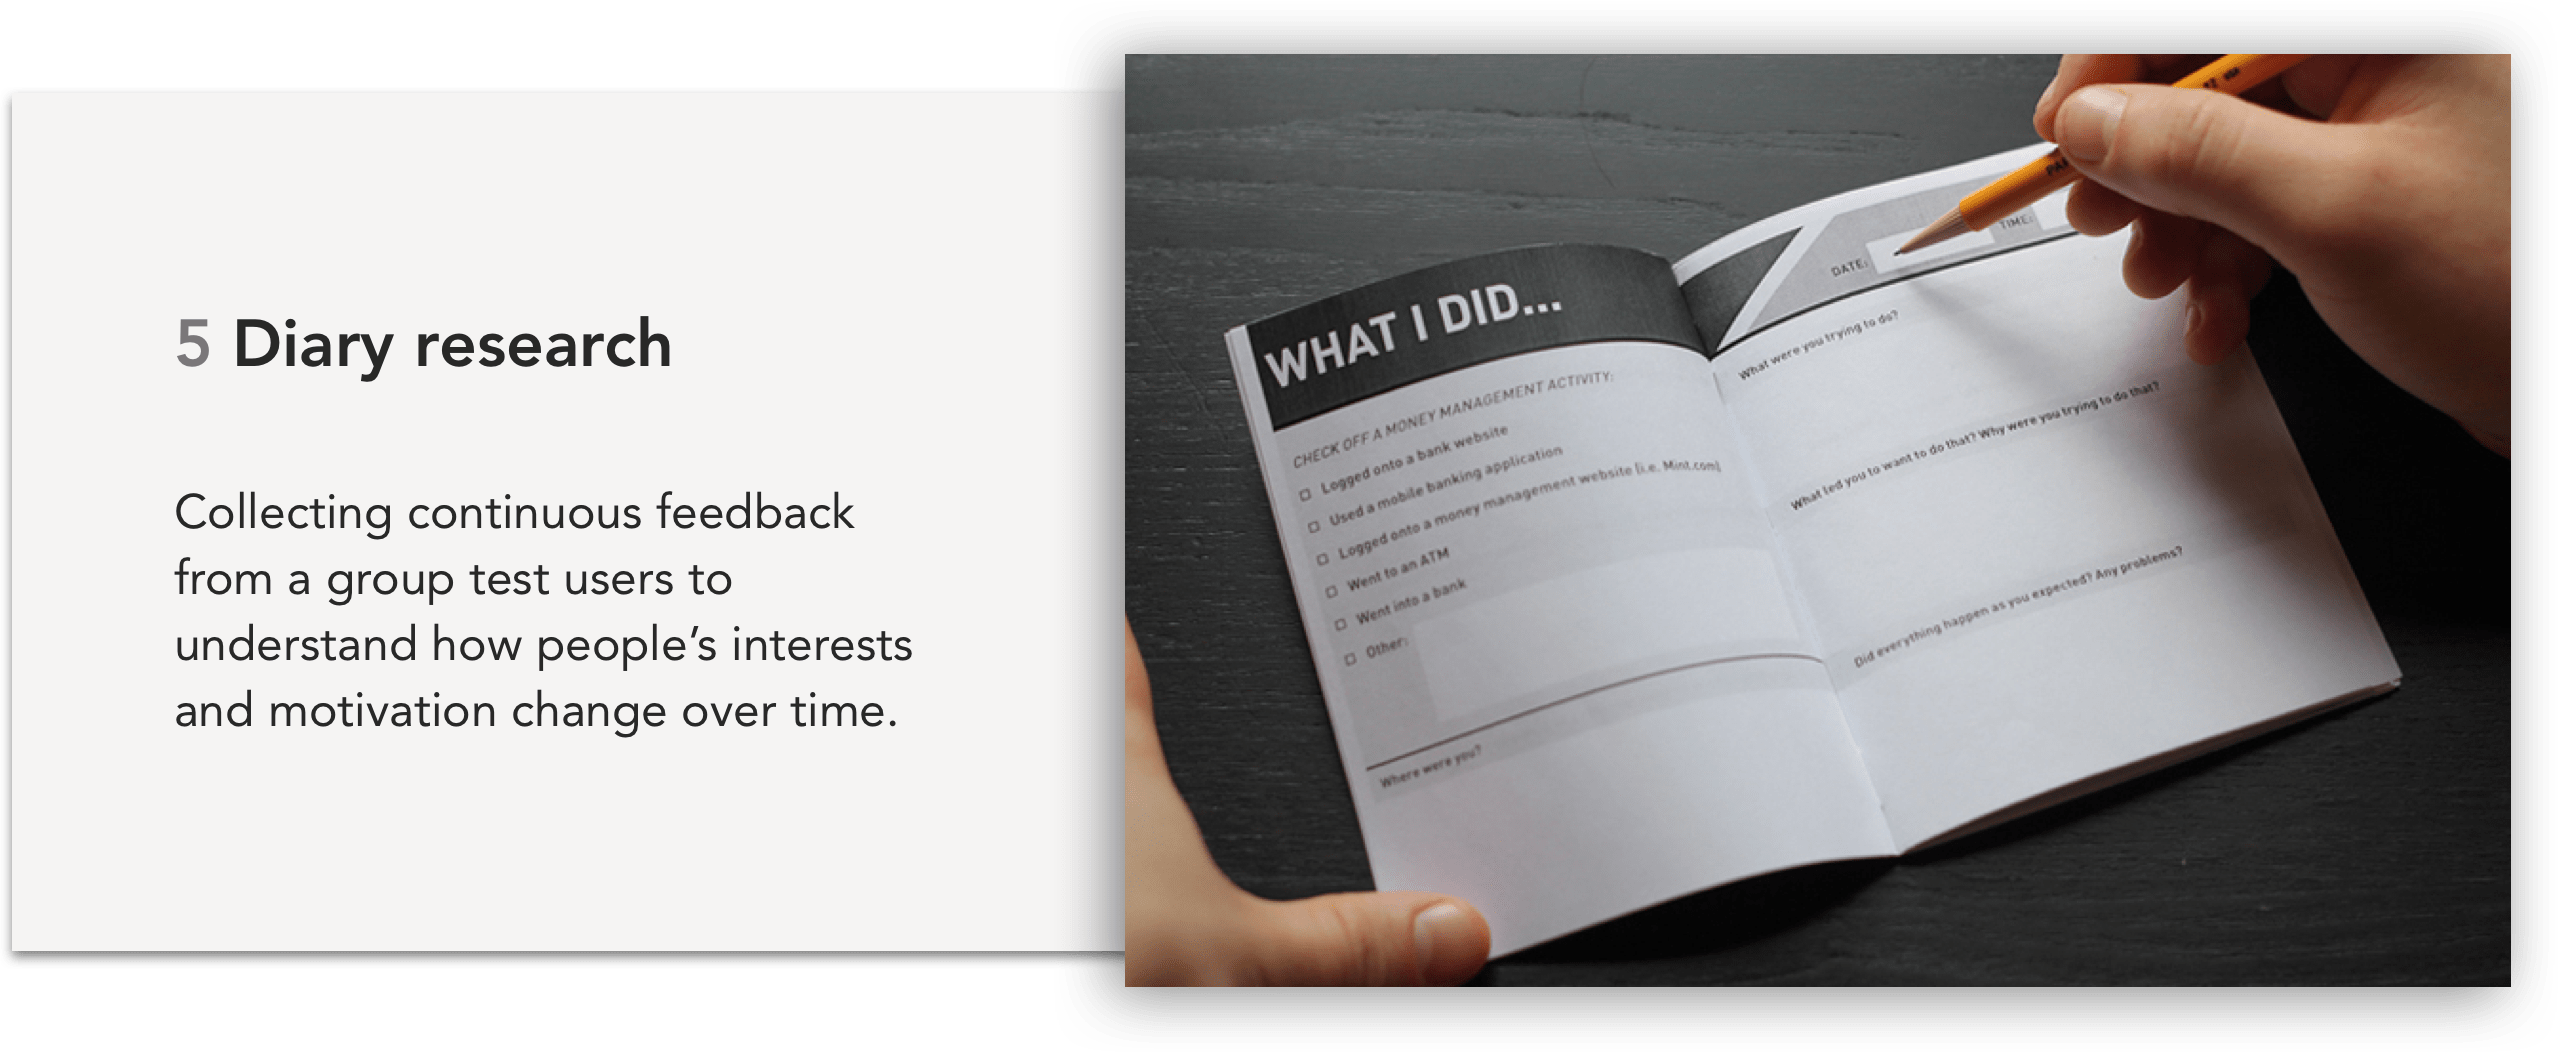 5 Diary research
Collecting continuous feedback
from a group test users to
understand how people’s interests
and motivation change over time.
WHAT I DID...
CHECK OFF A MONEY MANAGEMENT ACTIVITY:
Logged onto a bank website
Used a mobile banking application
Logged onto a money management website (i.e. Mint.com)
Went to an ATM
Went into a bank
Other:
Where were you?
DATE:
TIME:
What were you trying to do?
What led you to want to do that? Why were you trying to do that?
Did everything happen as you expected? Any problems?